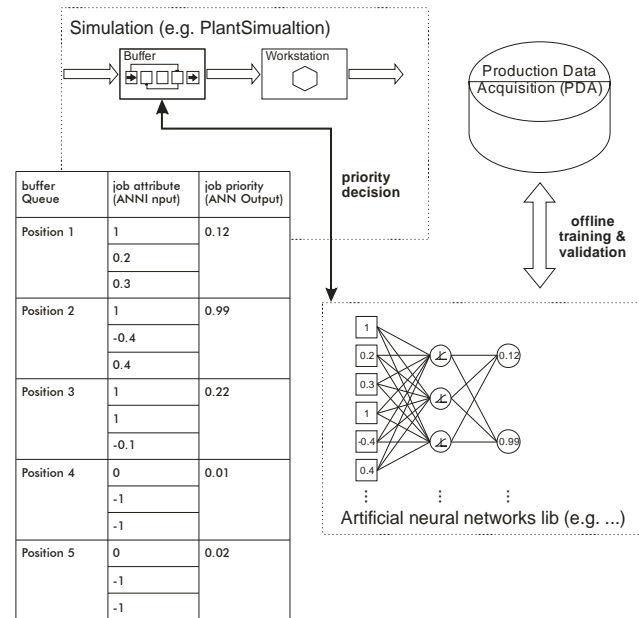 Simulation (e.g. PlantSimualtion)
Buffer
Workstation
Production Data
Acquisition (PDA)
priority
decision
offline
training &
validation
buffer
Queue
job attribute
(ANNI nput)
job priority
(ANN Output)
Position 1
1
0.12
0.2
0.3
Position 2
1
0.99
-0.4
0.4
Position 3
1
0.22
1
-0.1
Position 4
0
0.01
-1
-1
Position 5
0
0.02
-1
-1
1
0.2
0.3
1
-0.4
0.4
0.12
0.99
Artificial neural networks lib (e.g. ...)